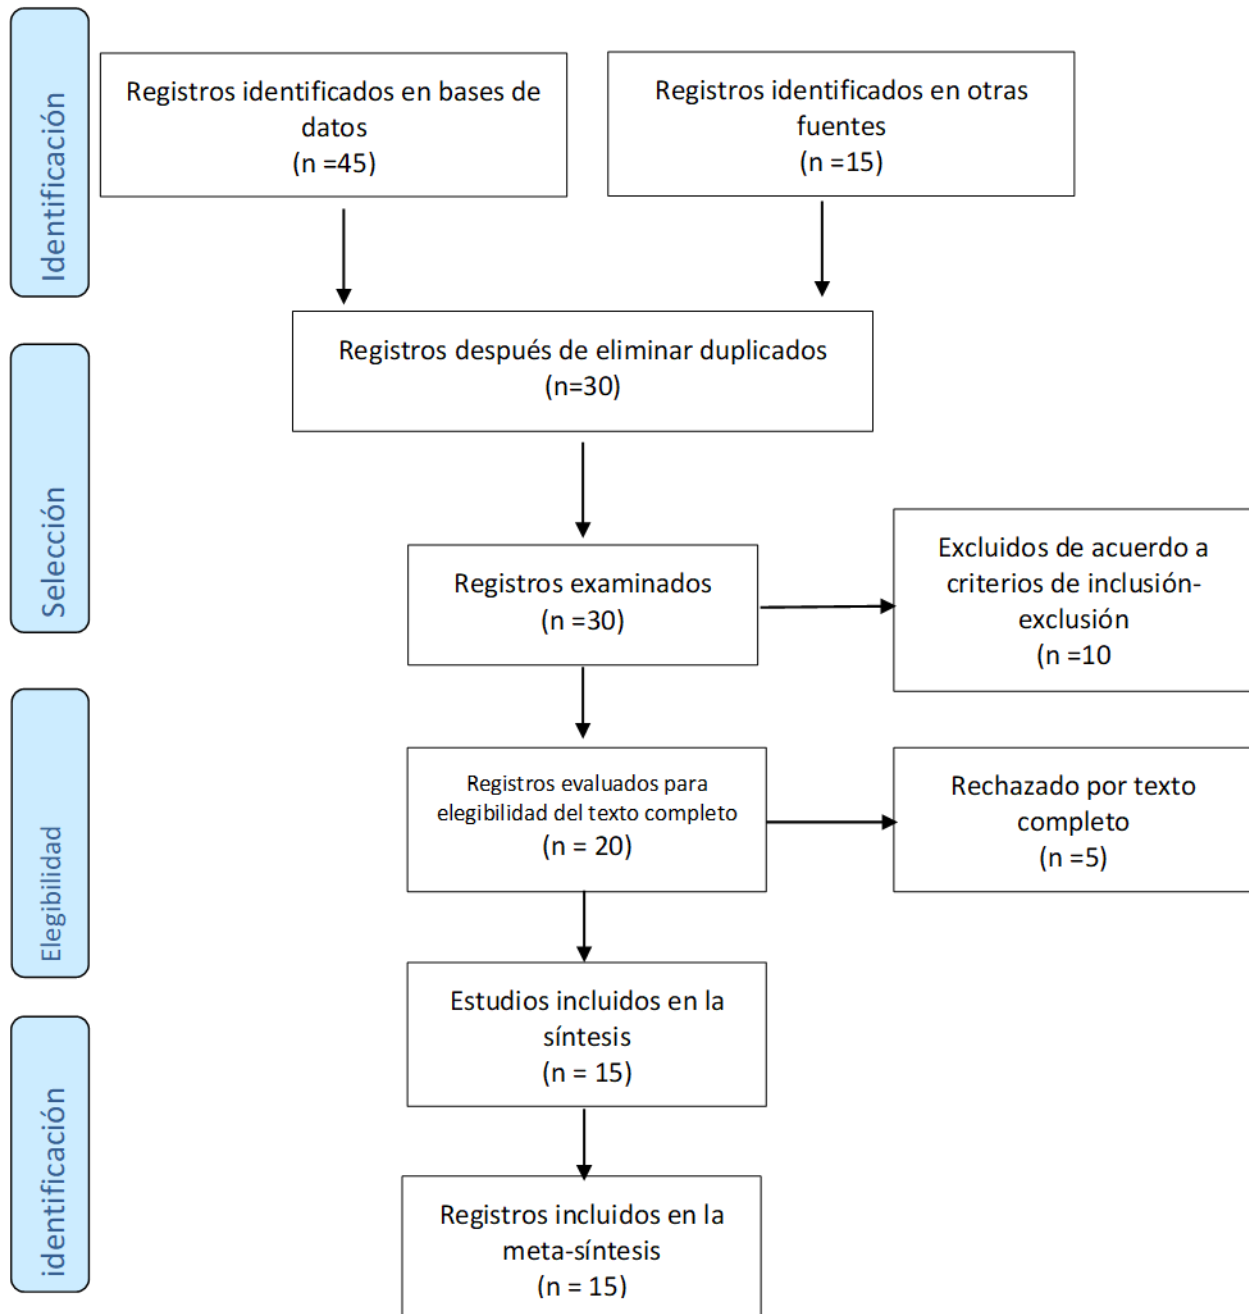 Identificación
Registros identificados en bases de
datos
(n =45)
Registros identificados en otras
fuentes
(n =15)
Registros después de eliminar duplicados
(n=30)
Selección
Registros examinados
(n =30)
Excluidos de acuerdo a
criterios de inclusión-
exclusión
(n =10
Elegibilidad
Registros evaluados para
elegibilidad del texto completo
(n = 20)
Rechazado por texto
completo
(n =5)
Estudios incluidos en la
síntesis
(n = 15)
identificación
Registros incluidos en la
meta-síntesis
(n = 15)